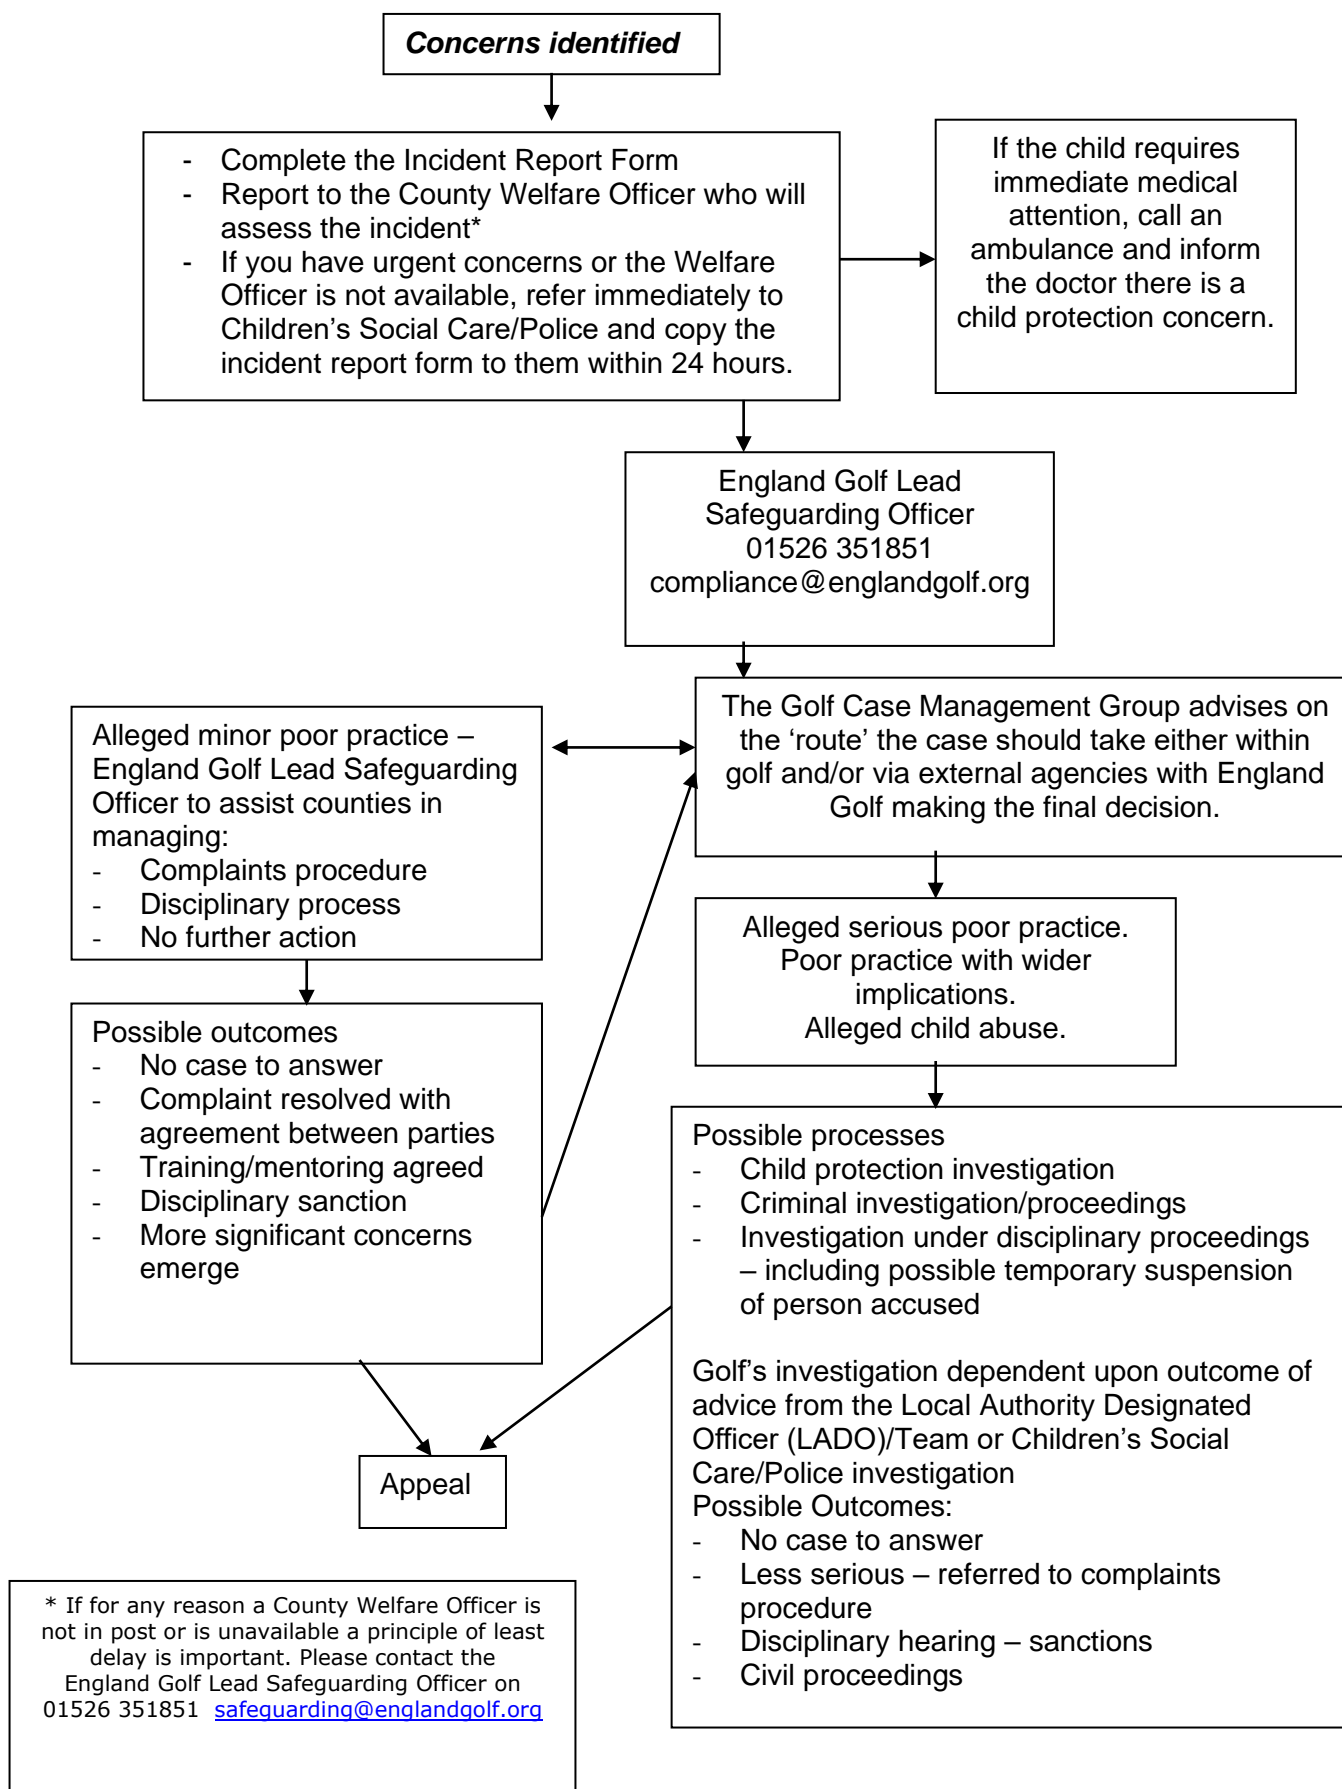 Concerns identified
- Complete the Incident Report Form
- Report to the County Welfare Officer who will
assess the incident*
- If you have urgent concerns or the Welfare
Officer is not available, refer immediately to
Children’s Social Care/Police and copy the
incident report form to them within 24 hours.
If the child requires
immediate medical
attention, call an
ambulance and inform
the doctor there is a
child protection concern.
England Golf Lead
Safeguarding Officer
01526 351851
compliance@englandgolf.org
The Golf Case Management Group advises on
the ‘route’ the case should take either within
golf and/or via external agencies with England
Golf making the final decision.
Alleged minor poor practice –
England Golf Lead Safeguarding
Officer to assist counties in
managing:
- Complaints procedure
- Disciplinary process
- No further action
Alleged serious poor practice.
Poor practice with wider
implications.
Alleged child abuse.
Possible outcomes
- No case to answer
- Complaint resolved with
agreement between parties
- Training/mentoring agreed
- Disciplinary sanction
- More significant concerns
emerge
Possible processes
- Child protection investigation
- Criminal investigation/proceedings
- Investigation under disciplinary proceedings
– including possible temporary suspension
of person accused
Golf’s investigation dependent upon outcome of
advice from the Local Authority Designated
Officer (LADO)/Team or Children’s Social
Care/Police investigation
Possible Outcomes:
- No case to answer
- Less serious – referred to complaints
procedure
- Disciplinary hearing – sanctions
- Civil proceedings
Appeal
* If for any reason a County Welfare Officer is
not in post or is unavailable a principle of least
delay is important. Please contact the
England Golf Lead Safeguarding Officer on
01526 351851 safeguarding@englandgolf.org